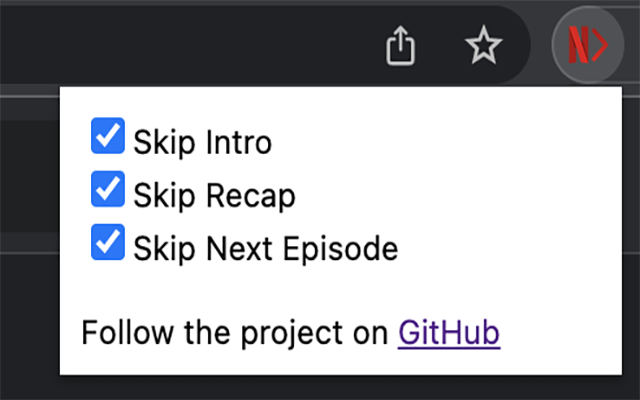 N>
Skip Intro
Skip Recap
Skip Next Episode
Follow the project on GitHub